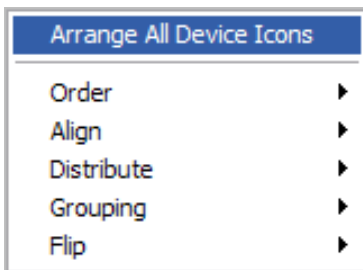 Arrange All Device Icons
Order
Align
Distribute
Grouping
Flip